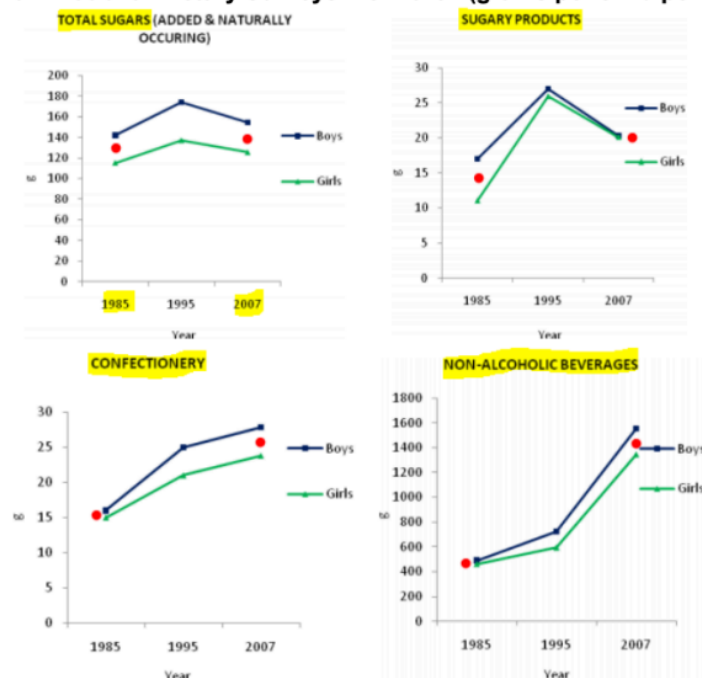 TOTAL SUGARS (ADDED & NATURALLY
OCCURING)
200
180
160
140
120
100
80
60
40
20
0
g
Boys
Girls
1985 1995 2007
Year
SUGARY PRODUCTS
30
25
20
15
10
5
0
g
Boys
Girls
1985 1995 2007
Year
CONFECTIONERY
30
25
20
15
10
5
0
g
Boys
Girls
1985 1995 2007
Year
NON-ALCOHOLIC BEVERAGES
1800
1600
1400
1200
1000
800
600
400
200
0
g
Boys
Girls
1985 1995 2007
Year